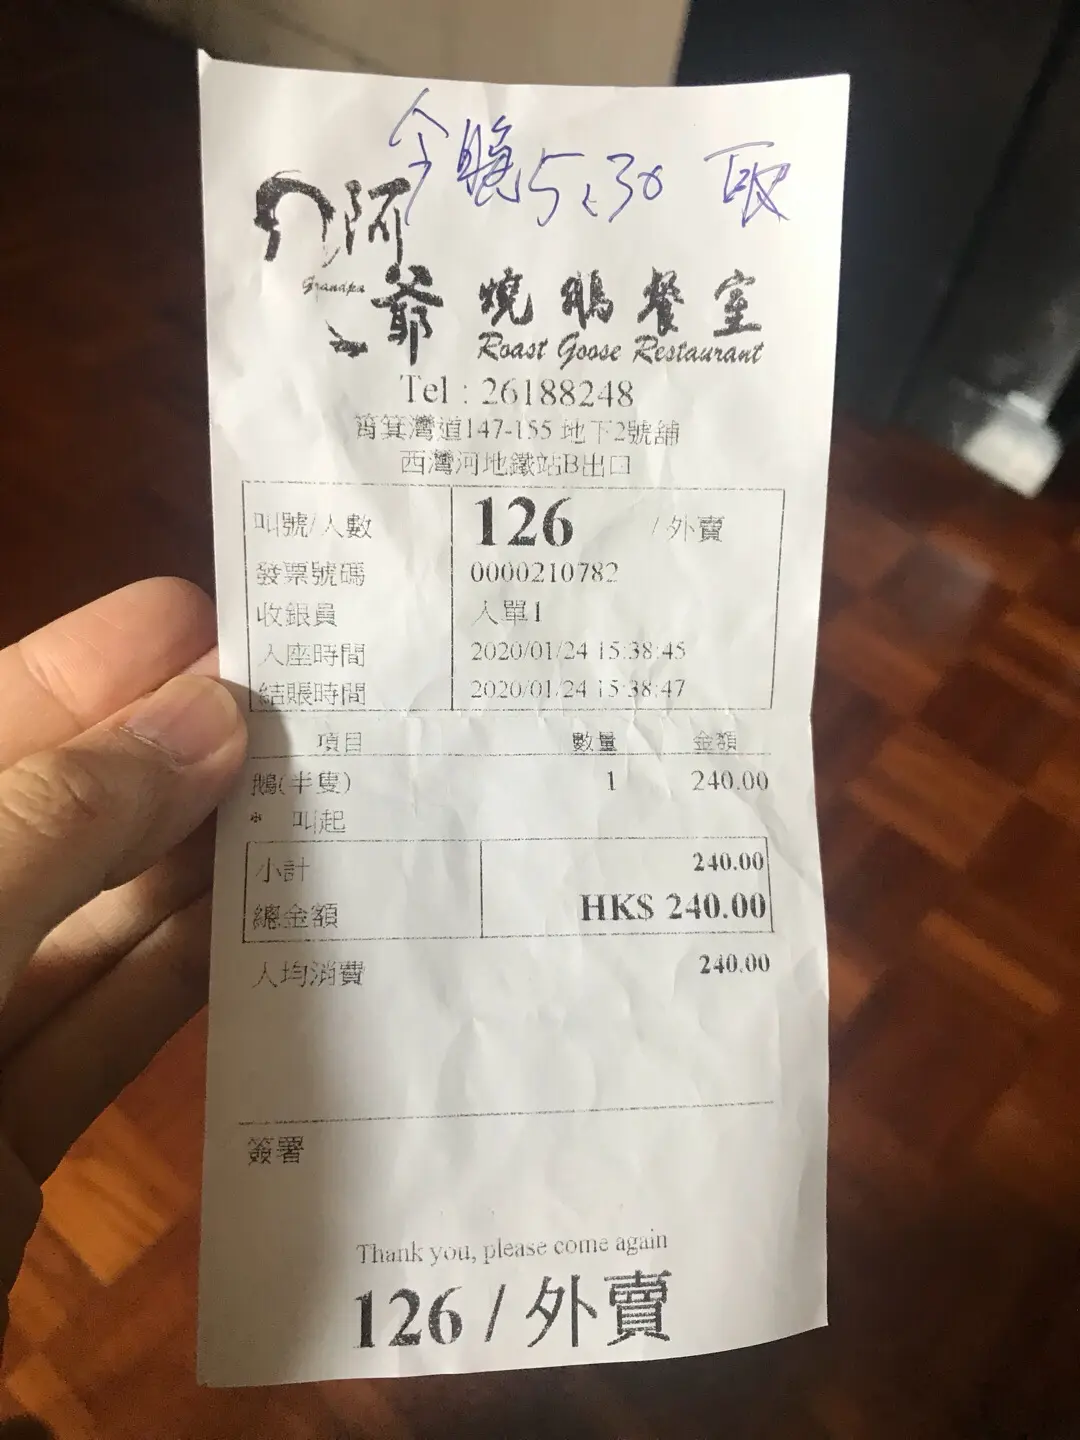 今晚5:30 取
阿爺
Grandpa
燒鵝餐室
Roast Goose Restaurant
Tel : 26188248
筲箕灣道147-155 地下2號舖
西灣河地鐵站B出口
叫號/人數 126 /外賣
發票號碼 0000210782
收銀員 入單1
入座時間 2020/01/24 15:38:45
結賬時間 2020/01/24 15:38:47
項目 數量 金額
鵝(半隻) 1 240.00
* 叫起
小計 240.00
總金額 HK$ 240.00
人均消費 240.00
簽署
Thank you, please come again
126 / 外賣